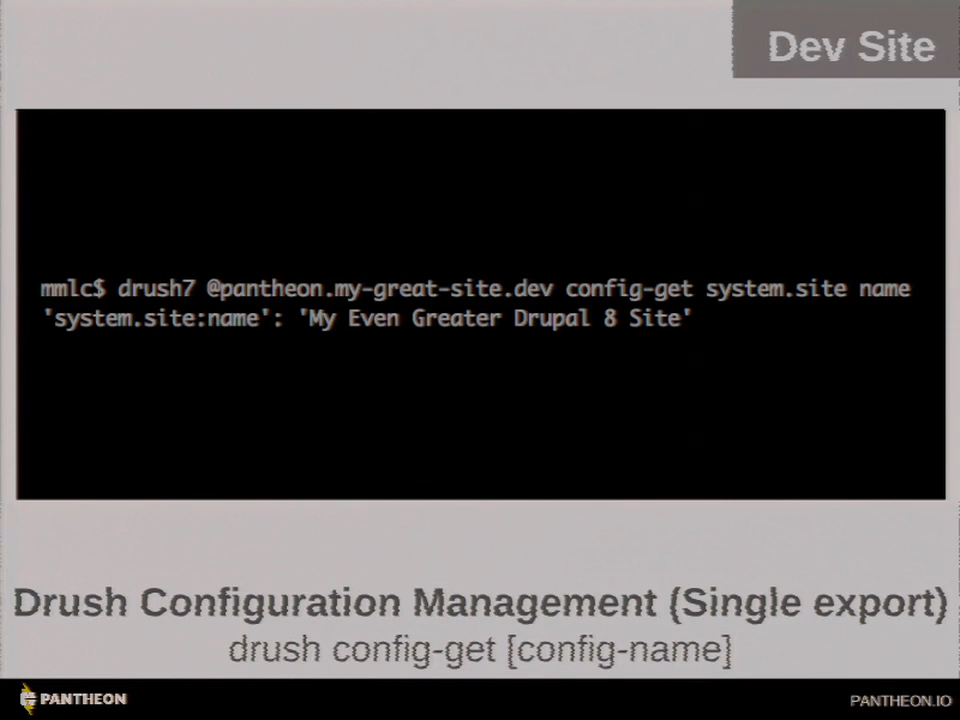 Dev Site
mmlc$ drush7 @pantheon.my-great-site.dev config-get system.site name
'system.site:name': 'My Even Greater Drupal 8 Site'
Drush Configuration Management (Single export)
drush config-get [config-name]
PANTHEON
PANTHEON.IO